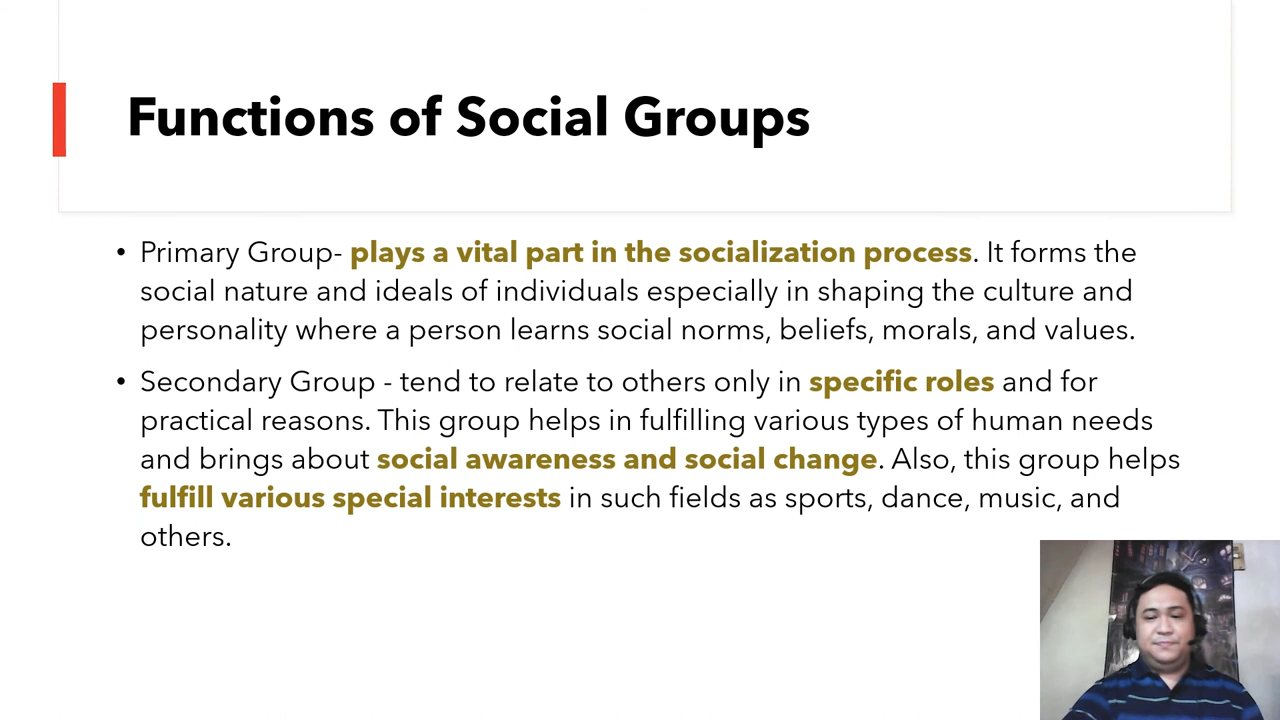 Functions of Social Groups
• Primary Group- plays a vital part in the socialization process. It forms the
social nature and ideals of individuals especially in shaping the culture and
personality where a person learns social norms, beliefs, morals, and values.
• Secondary Group - tend to relate to others only in specific roles and for
practical reasons. This group helps in fulfilling various types of human needs
and brings about social awareness and social change. Also, this group helps
fulfill various special interests in such fields as sports, dance, music, and
others.